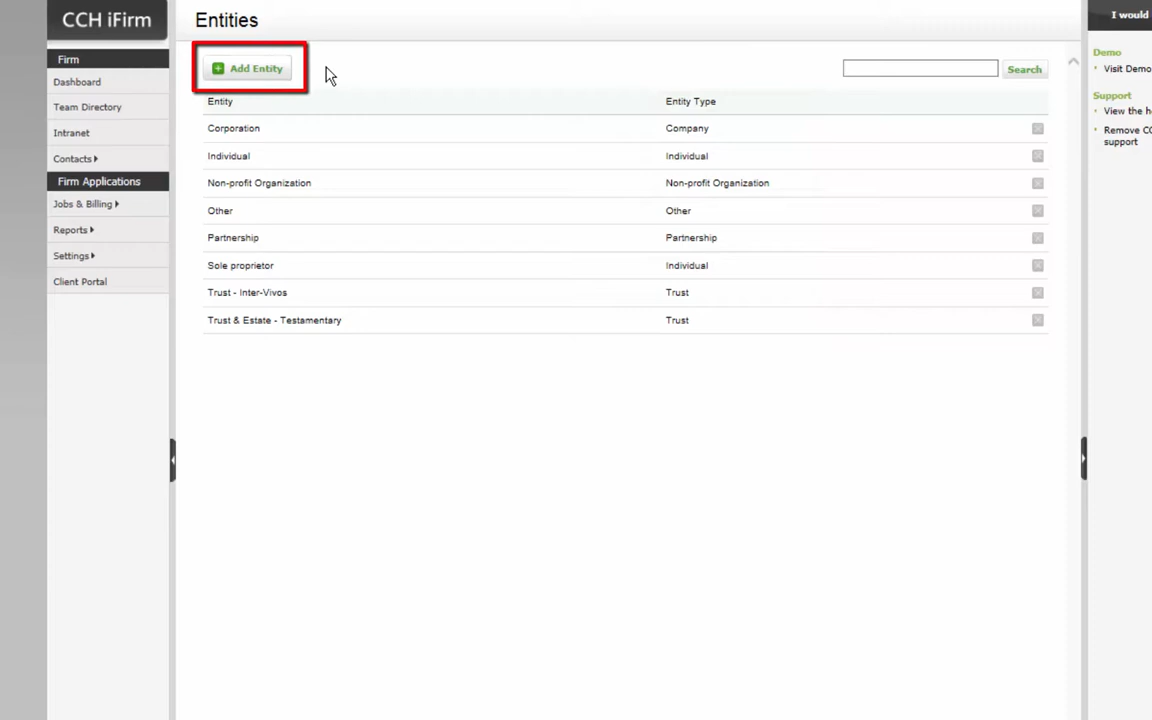 CCH iFirm
Entities
I would
Firm
Dashboard
Team Directory
Intranet
Contacts
Firm Applications
Jobs & Billing
Reports
Settings
Client Portal
Add Entity
Search
Entity Entity Type
Corporation Company
Individual Individual
Non-profit Organization Non-profit Organization
Other Other
Partnership Partnership
Sole proprietor Individual
Trust - Inter-Vivos Trust
Trust & Estate - Testamentary Trust
Demo
Visit Demo
Support
View the
Remove
support